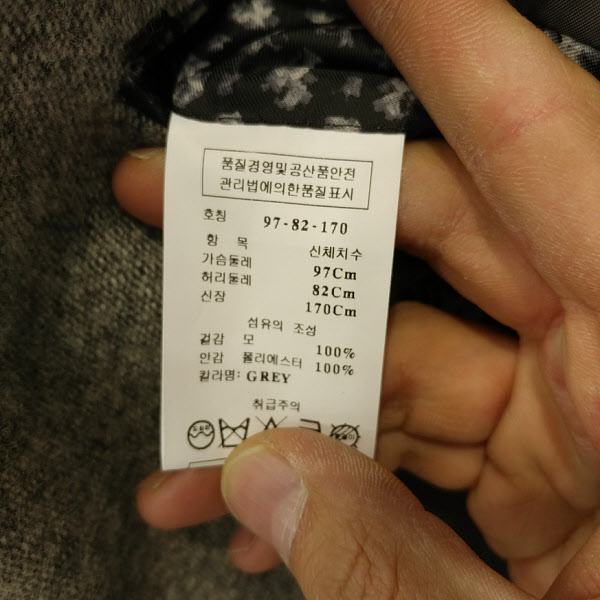 품질경영및공산품안전
관리법에의한품질표시
호칭 97-82-170
항 목 신체치수
가슴둘레 97Cm
허리둘레 82Cm
신장 170Cm
섬유의 조성
겉감 모 100%
안감 폴리에스터 100%
칼라명: GREY
취급주의
드라이